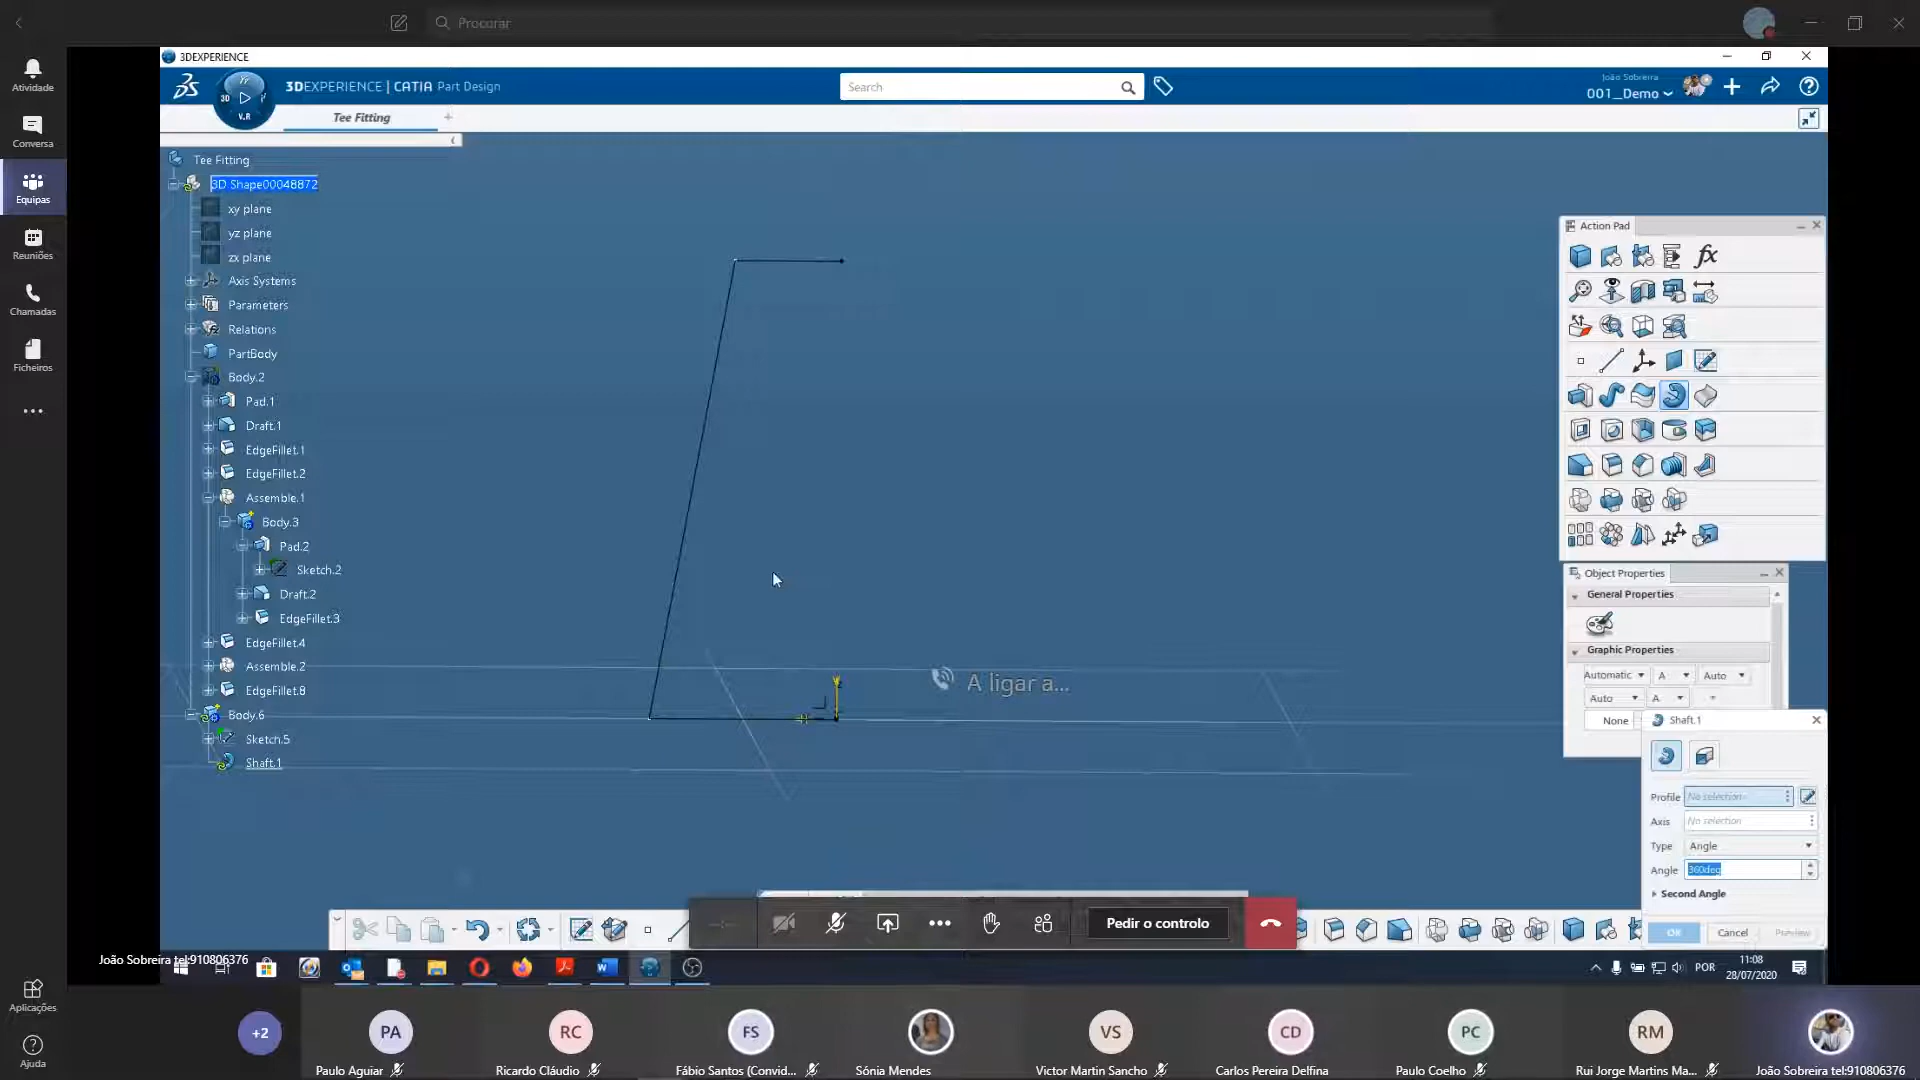 Procurar
3DEXPERIENCE
3DEXPERIENCE | CATIA Part Design
Search
João Sobreira
001_Demo
3D
V.R
Tee Fitting
+
Atividade
Conversa
Equipas
Reuniões
Chamadas
Ficheiros
Aplicações
Ajuda
Tee Fitting
3D Shape00048872
xy plane
yz plane
zx plane
Axis Systems
Parameters
Relations
PartBody
Body.2
Pad.1
Draft.1
EdgeFillet.1
EdgeFillet.2
Assemble.1
Body.3
Pad.2
Sketch.2
Draft.2
EdgeFillet.3
EdgeFillet.4
Assemble.2
EdgeFillet.8
Body.6
Sketch.5
Shaft.1
A ligar a...
Action Pad
fx
Object Properties
General Properties
Graphic Properties
Automatic A Auto
Auto A
None
Shaft.1
Profile No selection
Axis No selection
Type Angle
Angle 360deg
Second Angle
OK Cancel Preview
Pedir o controlo
João Sobreira tel:910806376
POR
11:08
28/07/2020
+2
PA
RC
FS
VS
CD
PC
RM
Paulo Aguiar
Ricardo Cláudio
Fábio Santos (Convid...
Sónia Mendes
Victor Martin Sancho
Carlos Pereira Delfina
Paulo Coelho
Rui Jorge Martins Ma...
João Sobreira tel:910806376